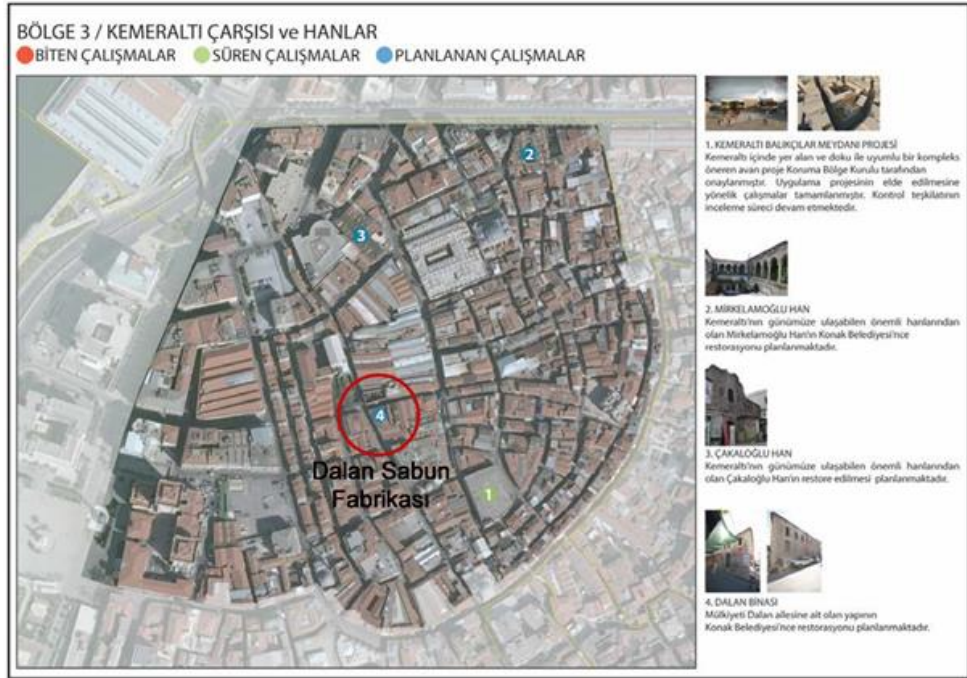 BÖLGE 3 / KEMERALTI ÇARŞISI ve HANLAR
BİTEN ÇALIŞMALAR SÜREN ÇALIŞMALAR PLANLANAN ÇALIŞMALAR
2
3
4
Dalan Sabun
Fabrikası
1
1. KEMERALTI BALIKÇILAR MEYDANI PROJESİ
Kemeraltı içinde yer alan ve doku ile uyumlu bir kompleks
öneren avan proje Koruma Bölge Kurulu tarafından
onaylanmıştır. Uygulama projesinin elde edilmesine
yönelik çalışmalar tamamlanmıştır. Kontrol teşkilatının
inceleme süreci devam etmektedir.
2. MİRKELAMOĞLU HAN
Kemeraltı'nın günümüze ulaşabilen önemli hanlarından
olan Mirkelamoğlu Han'ın Konak Belediyesi'nce
restorasyonu planlanmaktadır.
3. ÇAKALOĞLU HAN
Kemeraltı'nın günümüze ulaşabilen önemli hanlarından
olan Çakaloğlu Han'ın restore edilmesi planlanmaktadır.
4. DALAN BİNASI
Mülkiyeti Dalan ailesine ait olan yapının
Konak Belediyesi'nce restorasyonu planlanmaktadır.